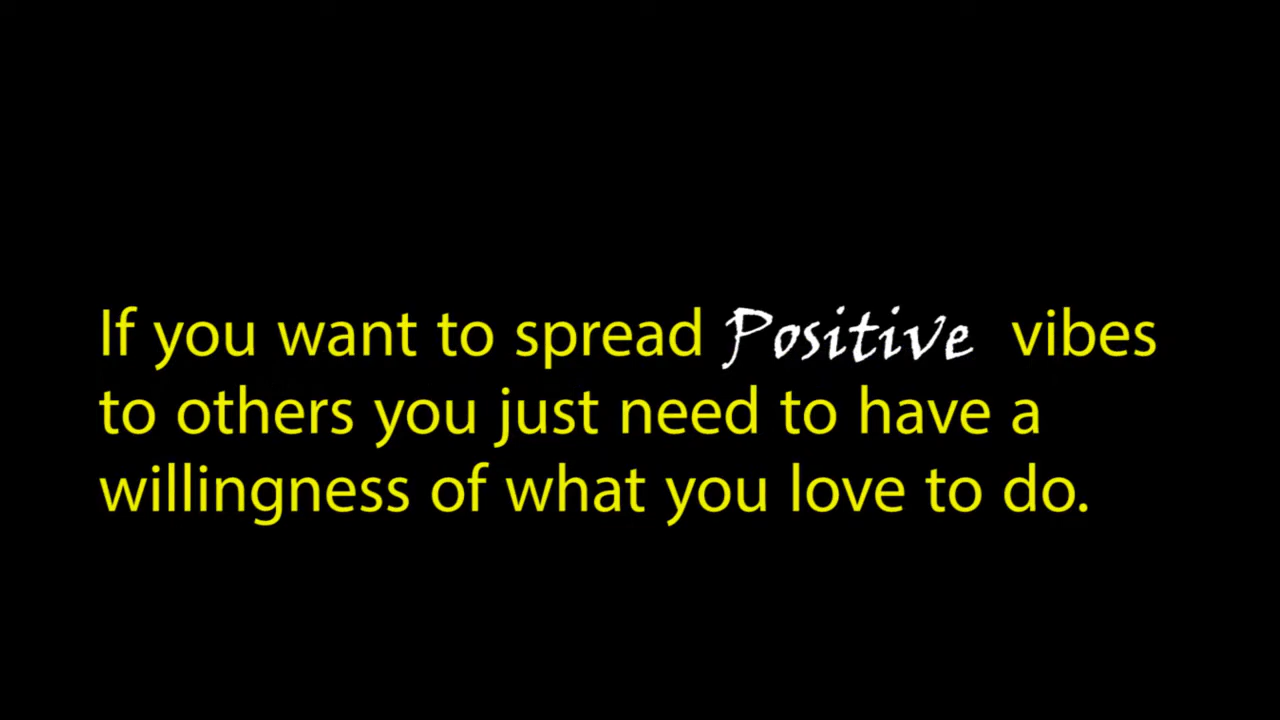 If you want to spread Positive vibes
to others you just need to have a
willingness of what you love to do.